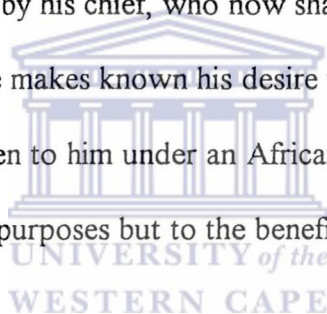 by his chief, who now sha
makes known his desire
en to him under an Africa
purposes but to the benefi
UNIVERSITY of the
WESTERN CAPE